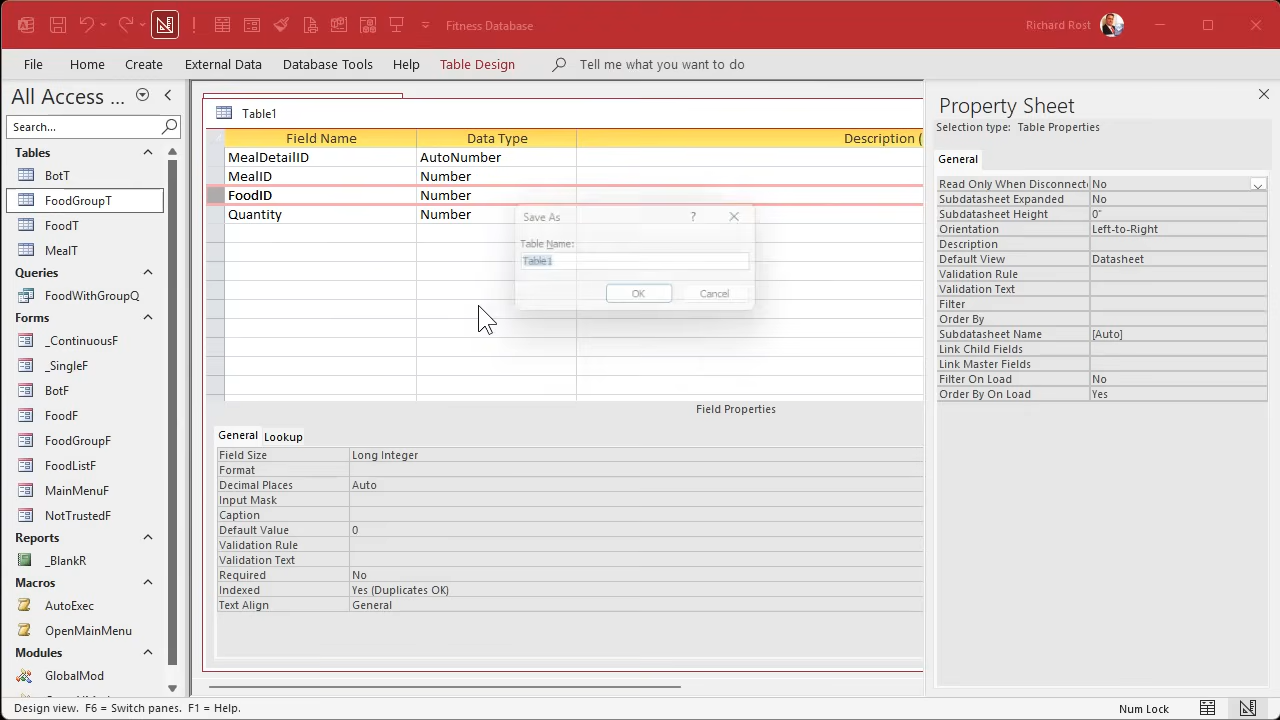 Fitness Database
Richard Rost
File
Home
Create
External Data
Database Tools
Help
Table Design
Tell me what you want to do
All Access ...
Search...
Tables
BotT
FoodGroupT
FoodT
MealT
Queries
FoodWithGroupQ
Forms
_ContinuousF
_SingleF
BotF
FoodF
FoodGroupF
FoodListF
MainMenuF
NotTrustedF
Reports
_BlankR
Macros
AutoExec
OpenMainMenu
Modules
GlobalMod
Table1
Field Name Data Type Description (
MealDetailID AutoNumber
MealID Number
FoodID Number
Quantity Number
Save As ?
Table Name:
Table1
OK Cancel
Field Properties
General Lookup
Field Size Long Integer
Format
Decimal Places Auto
Input Mask
Caption
Default Value 0
Validation Rule
Validation Text
Required No
Indexed Yes (Duplicates OK)
Text Align General
Property Sheet
Selection type: Table Properties
General
Read Only When Disconnecte No
Subdatasheet Expanded No
Subdatasheet Height 0"
Orientation Left-to-Right
Description
Default View Datasheet
Validation Rule
Validation Text
Filter
Order By
Subdatasheet Name [Auto]
Link Child Fields
Link Master Fields
Filter On Load No
Order By On Load Yes
Design view. F6 = Switch panes. F1 = Help.
Num Lock